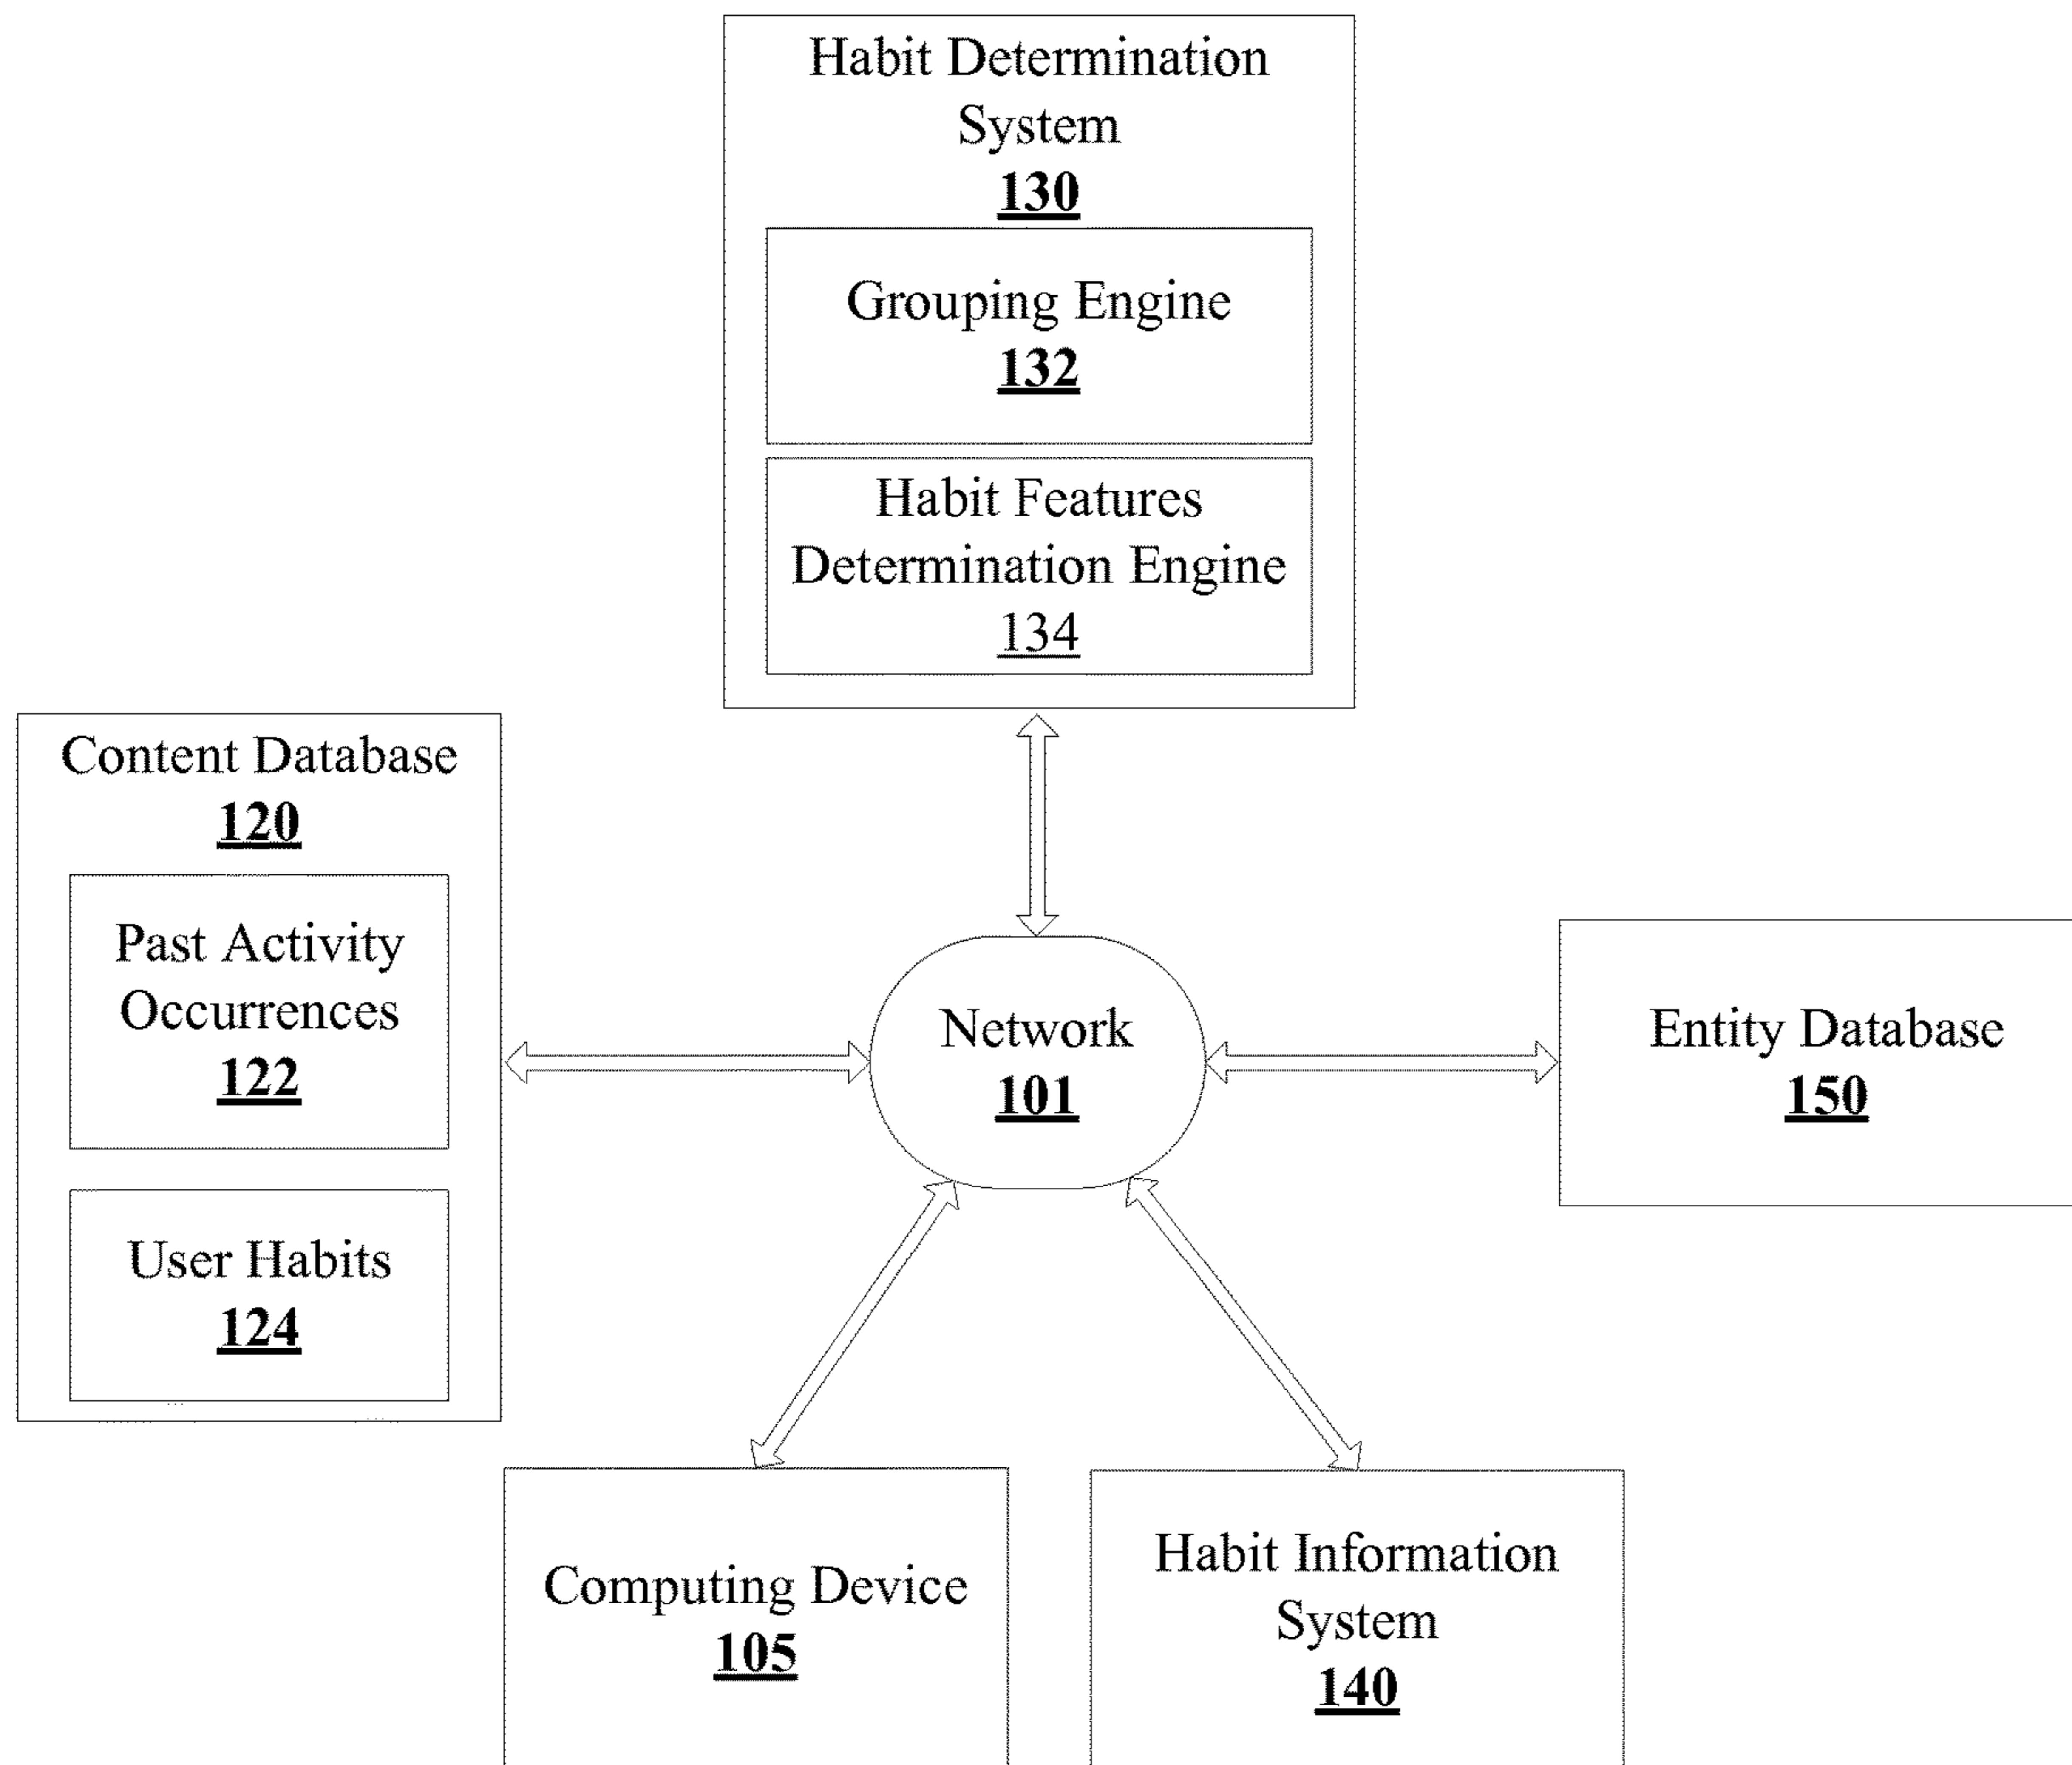 Habit Determination
System
130
Grouping Engine
132
Habit Features
Determination Engine
134
Content Database
120
Past Activity
Occurrences
122
User Habits
124
Network
101
Entity Database
150
Computing Device
105
Habit Information
System
140